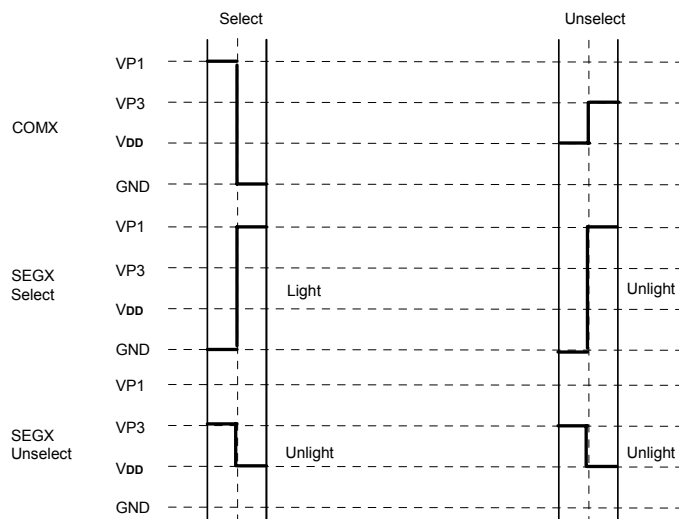 Select Unselect
VP1
VP3
COMX
VDD
GND
VP1
VP3
SEGX
Select
Light
Unlight
VDD
GND
VP1
VP3
SEGX
Unselect
Unlight
Unlight
VDD
GND